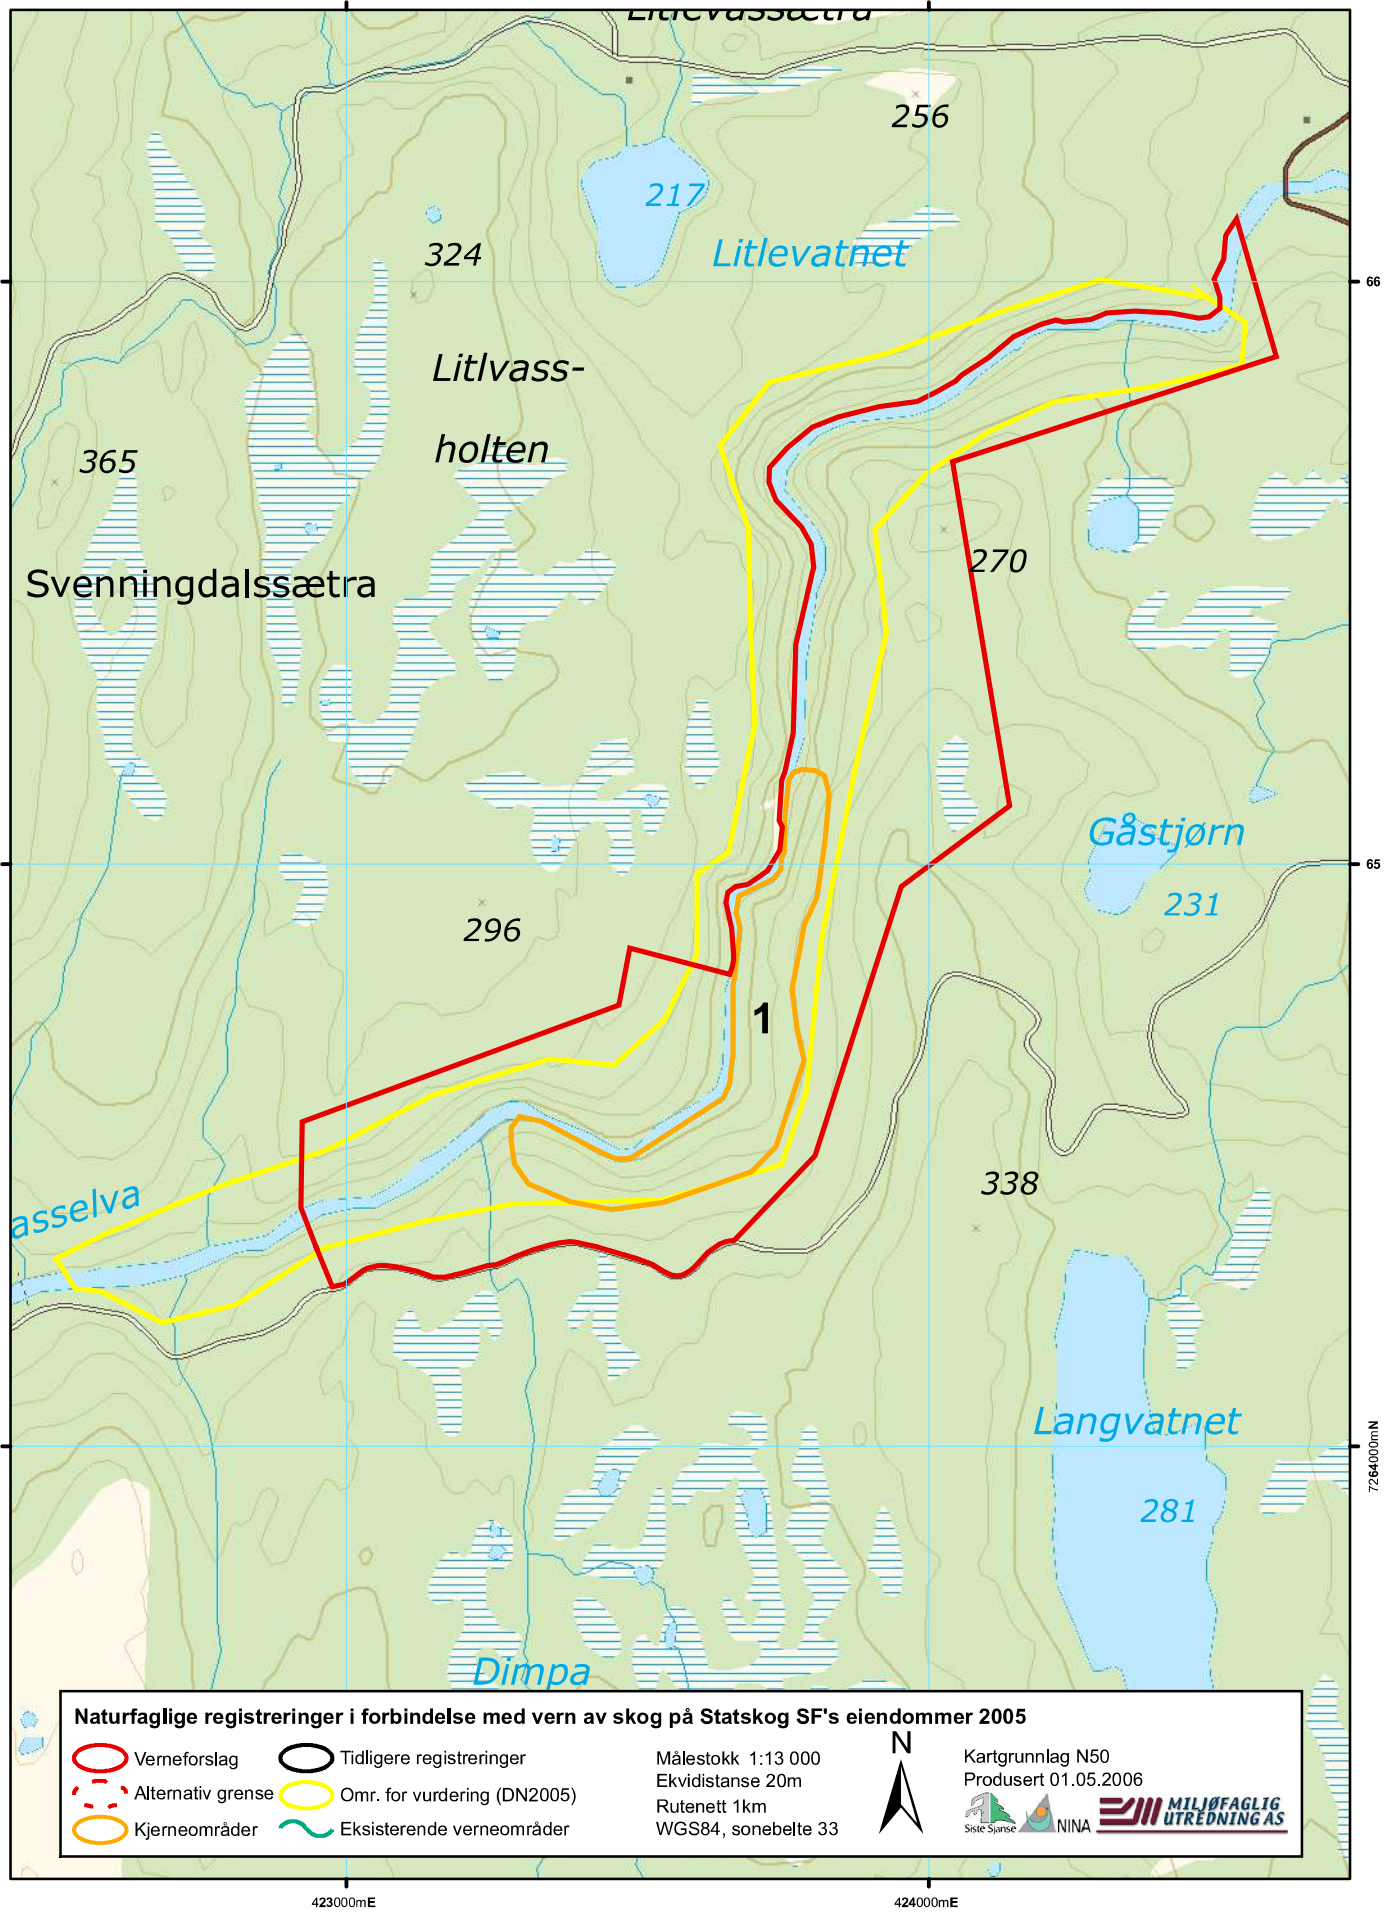 Litlevassætra
256
217
Litlevatnet
324
66
Litlvass-
holten
365
270
Svenningdalssætra
Gåstjørn
65
231
296
1
338
asselva
Langvatnet
7264000mN
281
Dimpa
Naturfaglige registreringer i forbindelse med vern av skog på Statskog SF's eiendommer 2005
Verneforslag
Alternativ grense
Kjerneområder
Tidligere registreringer
Omr. for vurdering (DN2005)
Eksisterende verneområder
Målestokk 1:13 000
Ekvidistanse 20m
Rutenett 1km
WGS84, sonebelte 33
N
Kartgrunnlag N50
Produsert 01.05.2006
Siste Sjanse
NINA
MILJØFAGLIG
UTREDNING AS
423000mE
424000mE